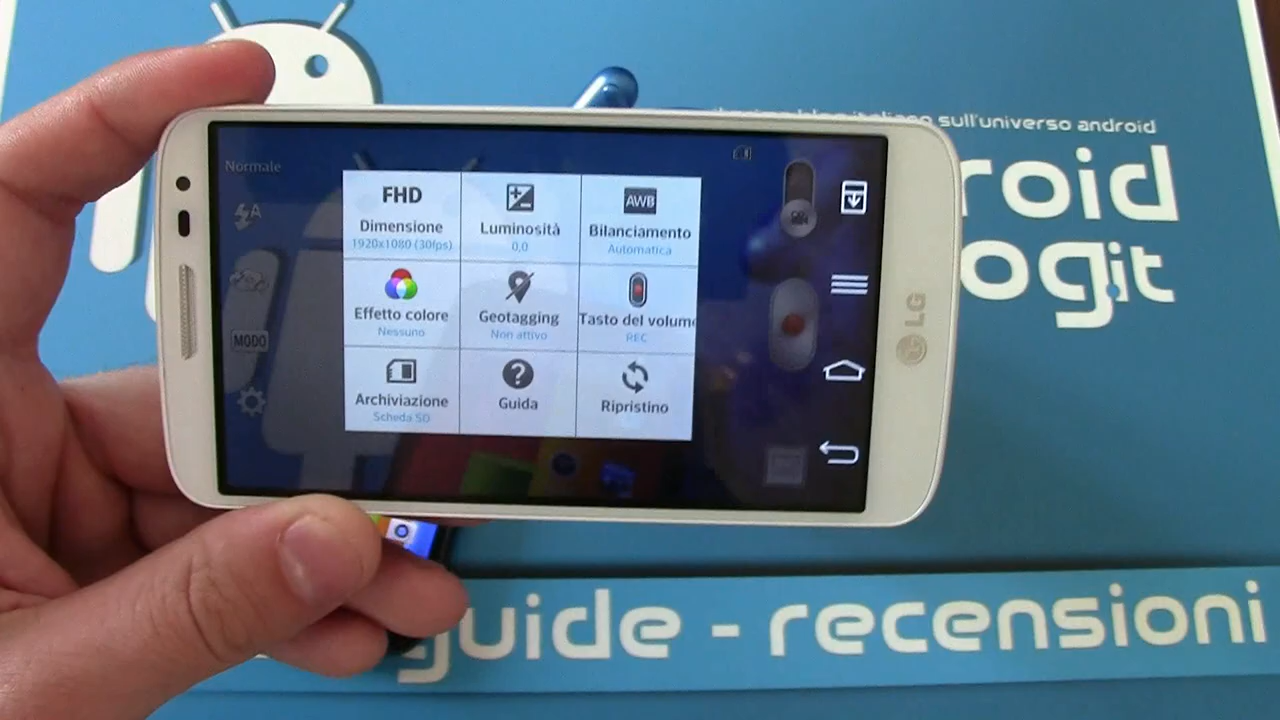 sull'universo android
roid
ogit
Normale
A
MODO
FHD
Dimensione
1920x1080 (30fps)
Luminosità
0,0
AWB
Bilanciamento
Automatica
Effetto colore
Nessuno
Geotagging
Non attivo
Tasto del volume
REC
Archiviazione
Scheda SD
?
Guida
Ripristino
LG
guide - recensioni